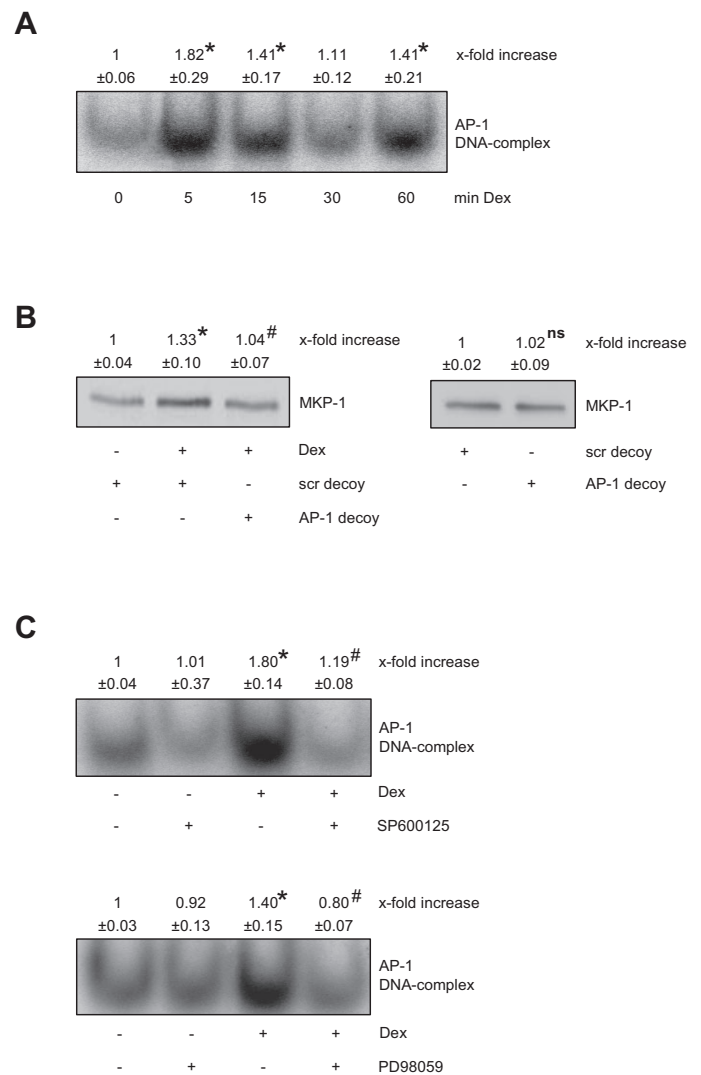 A
1 1.82* 1.41* 1.11 1.41* x-fold increase
±0.06 ±0.29 ±0.17 ±0.12 ±0.21
AP-1
DNA-complex
0 5 15 30 60 min Dex
B
1 1.33* 1.04# x-fold increase
±0.04 ±0.10 ±0.07
MKP-1
- + + Dex
+ + - scr decoy
- - + AP-1 decoy
1 1.02ns x-fold increase
±0.02 ±0.09
MKP-1
+ - scr decoy
- + AP-1 decoy
C
1 1.01 1.80* 1.19# x-fold increase
±0.04 ±0.37 ±0.14 ±0.08
AP-1
DNA-complex
- - + + Dex
- + - + SP600125
1 0.92 1.40* 0.80# x-fold increase
±0.03 ±0.13 ±0.15 ±0.07
AP-1
DNA-complex
- - + + Dex
- + - + PD98059